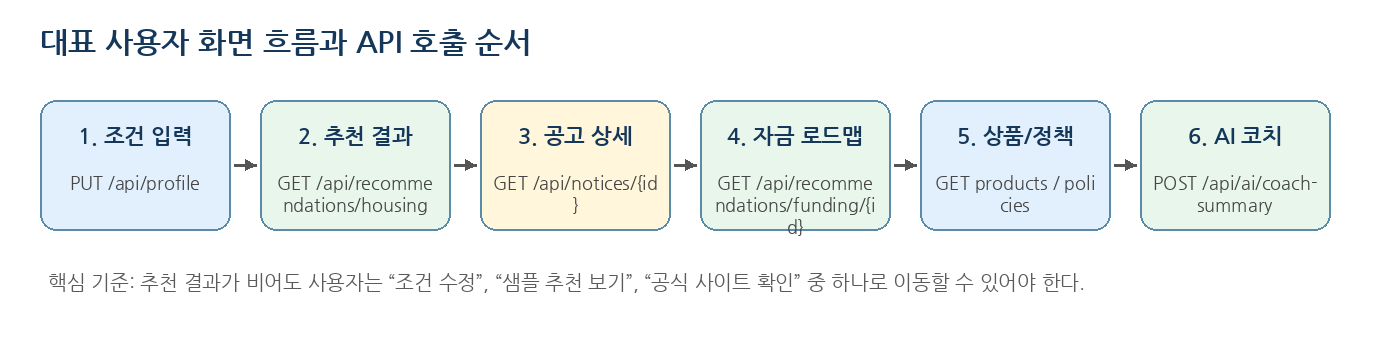 대표 사용자 화면 흐름과 API 호출 순서
1. 조건 입력
PUT /api/profile
2. 추천 결과
GET /api/recomme
ndations/housing
3. 공고 상세
GET /api/notices/{id
}
4. 자금 로드맵
GET /api/recomme
ndations/funding/{i
d}
5. 상품/정책
GET products / poli
cies
6. AI 코치
POST /api/ai/coach-
summary
핵심 기준: 추천 결과가 비어도 사용자는 “조건 수정”, “샘플 추천 보기”, “공식 사이트 확인” 중 하나로 이동할 수 있어야 한다.